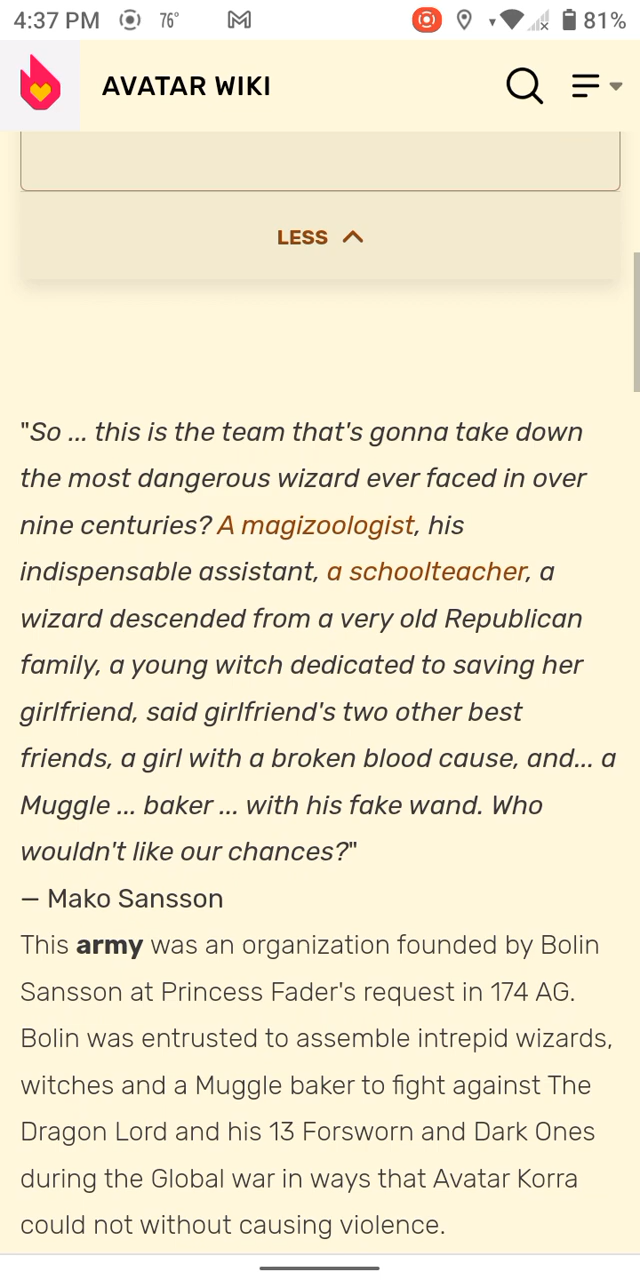 4:37 PM 76° 81%
AVATAR WIKI
LESS
"So ... this is the team that's gonna take down
the most dangerous wizard ever faced in over
nine centuries? A magizoologist, his
indispensable assistant, a schoolteacher, a
wizard descended from a very old Republican
family, a young witch dedicated to saving her
girlfriend, said girlfriend's two other best
friends, a girl with a broken blood cause, and... a
Muggle ... baker ... with his fake wand. Who
wouldn't like our chances?"
— Mako Sansson
This army was an organization founded by Bolin
Sansson at Princess Fader's request in 174 AG.
Bolin was entrusted to assemble intrepid wizards,
witches and a Muggle baker to fight against The
Dragon Lord and his 13 Forsworn and Dark Ones
during the Global war in ways that Avatar Korra
could not without causing violence.